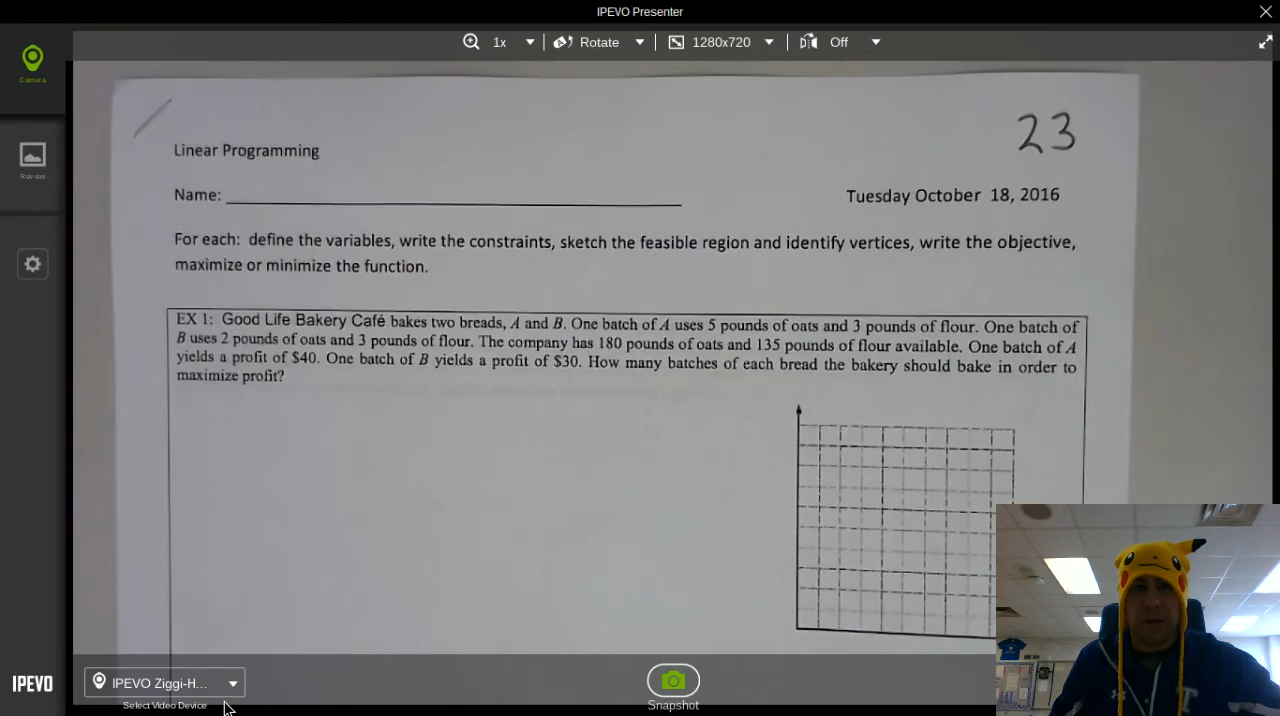 IPEVO Presenter
1x
Rotate
1280x720
Off
Camera
Review
23
Linear Programming
Name:
Tuesday October 18, 2016
For each: define the variables, write the constraints, sketch the feasible region and identify vertices, write the objective,
maximize or minimize the function.
EX 1: Good Life Bakery Café bakes two breads, A and B. One batch of A uses 5 pounds of oats and 3 pounds of flour. One batch of
B uses 2 pounds of oats and 3 pounds of flour. The company has 180 pounds of oats and 135 pounds of flour available. One batch of A
yields a profit of $40. One batch of B yields a profit of $30. How many batches of each bread the bakery should bake in order to
maximize profit?
IPEVO
IPEVO Ziggi-H...
Select Video Device
Snapshot